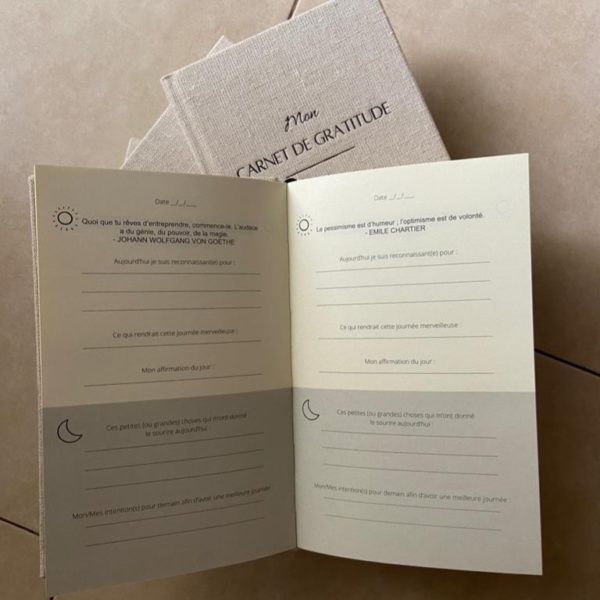 Mon
CARNET DE GRATITUDE
Date __/__/___
Quoi que tu rêves d'entreprendre, commence-le. L'audace
a du génie, du pouvoir, de la magie.
- JOHANN WOLFGANG VON GOETHE
Aujourd'hui je suis reconnaissant(e) pour :
Ce qui rendrait cette journée merveilleuse :
Mon affirmation du jour :
Ces petites (ou grandes) choses qui m'ont donné
le sourire aujourd'hui :
Mon/Mes intention(s) pour demain afin d'avoir une meilleure journée :
Date __/__/___
Le pessimisme est d'humeur ; l'optimisme est de volonté.
- EMILE CHARTIER
Aujourd'hui je suis reconnaissant(e) pour :
Ce qui rendrait cette journée merveilleuse :
Mon affirmation du jour :
Ces petites (ou grandes) choses qui m'ont donné
le sourire aujourd'hui :
Mon/Mes intention(s) pour demain afin d'avoir une meilleure journée :